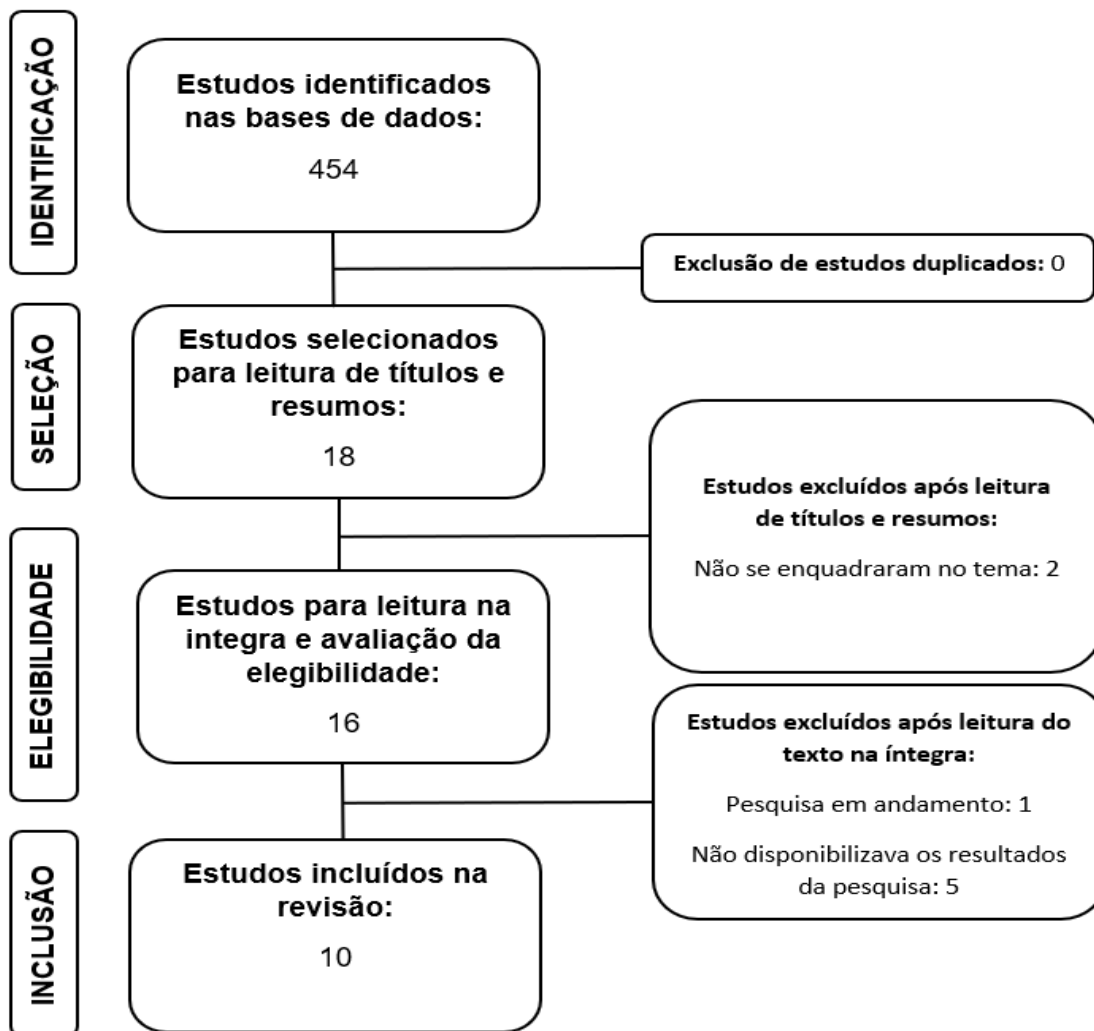 IDENTIFICAÇÃO
Estudos identificados
nas bases de dados:
454
Exclusão de estudos duplicados: 0
SELEÇÃO
Estudos selecionados
para leitura de títulos e
resumos:
18
Estudos excluídos após leitura
de títulos e resumos:
Não se enquadraram no tema: 2
ELEGIBILIDADE
Estudos para leitura na
integra e avaliação da
elegibilidade:
16
Estudos excluídos após leitura do
texto na íntegra:
Pesquisa em andamento: 1
Não disponibilizava os resultados
da pesquisa: 5
INCLUSÃO
Estudos incluídos na
revisão:
10